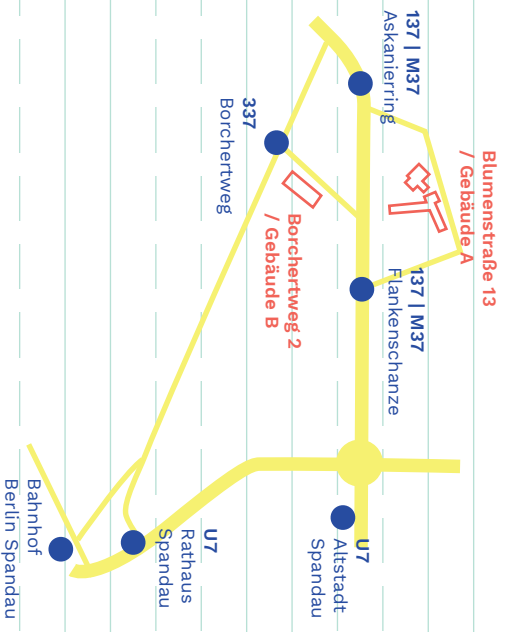 137 | M37
Askanierring
337
Borchertweg
Blumenstraße 13
/ Gebäude A
Borchertweg 2
/ Gebäude B
137 | M37
Flankenschanze
U7
Altstadt
Spandau
U7
Rathaus
Spandau
Bahnhof
Berlin Spandau